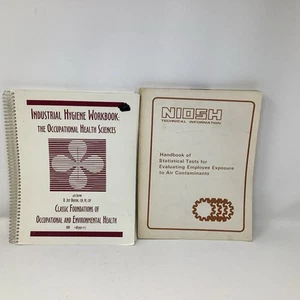 INDUSTRIAL HYGIENE WORKBOOK:
THE OCCUPATIONAL HEALTH SCIENCES
CLASSIC FOUNDATIONS OF
OCCUPATIONAL AND ENVIRONMENTAL HEALTH
NIOSH
TECHNICAL INFORMATION
Handbook of
Statistical Tests for
Evaluating Employee Exposure
to Air Contaminants